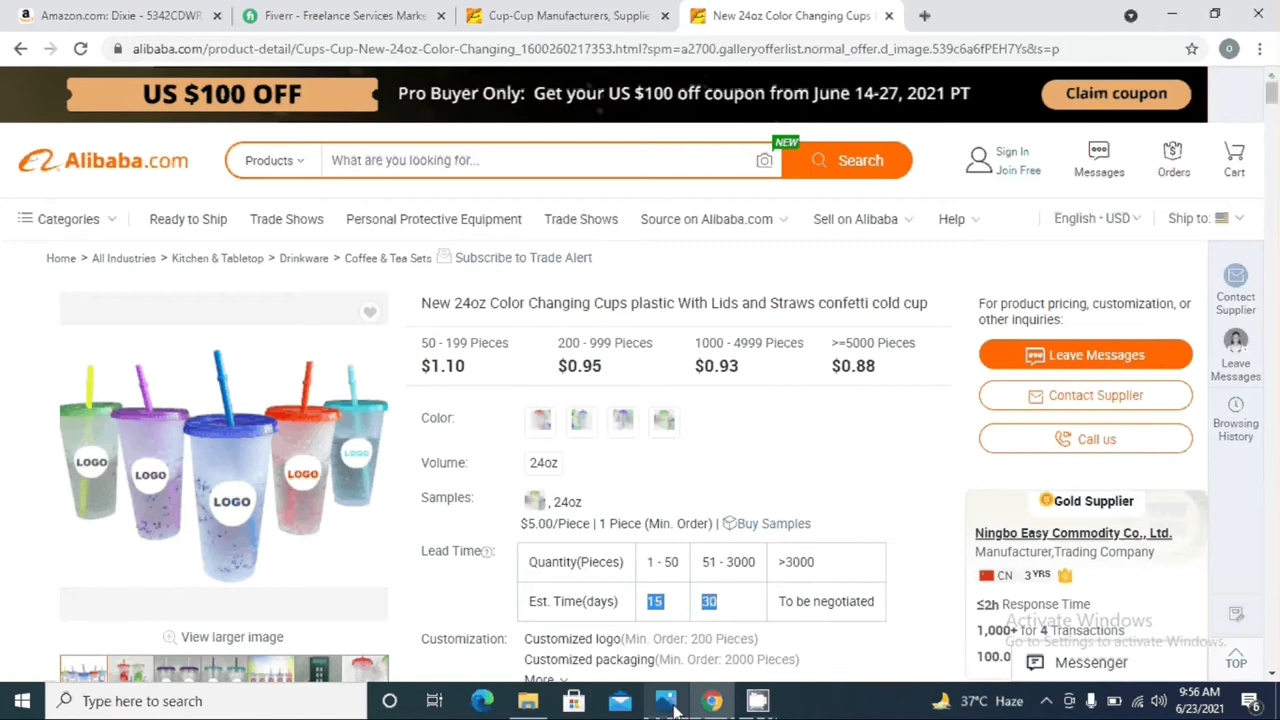 Amazon.com: Dixie - 5342CDWR
Fiverr - Freelance Services Marke
Cup-Cup Manufacturers, Supplie
New 24oz Color Changing Cups
alibaba.com/product-detail/Cups-Cup-New-24oz-Color-Changing_1600260217353.html?spm=a2700.galleryofferlist.normal_offer.d_image.539c6a6fPEH7Ys&s=p
US $100 OFF
Pro Buyer Only: Get your US $100 off coupon from June 14-27, 2021 PT
Claim coupon
Alibaba.com
Products
What are you looking for...
NEW
Search
Sign In
Join Free
Messages
Orders
Cart
Categories
Ready to Ship
Trade Shows
Personal Protective Equipment
Trade Shows
Source on Alibaba.com
Sell on Alibaba
Help
English - USD
Ship to:
Home > All Industries > Kitchen & Tabletop > Drinkware > Coffee & Tea Sets
Subscribe to Trade Alert
New 24oz Color Changing Cups plastic With Lids and Straws confetti cold cup
50 - 199 Pieces 200 - 999 Pieces 1000 - 4999 Pieces >=5000 Pieces
$1.10 $0.95 $0.93 $0.88
Color:
Volume: 24oz
Samples: , 24oz
$5.00/Piece | 1 Piece (Min. Order) | Buy Samples
Lead Time
Quantity(Pieces) 1 - 50 51 - 3000 >3000
Est. Time(days) 15 30 To be negotiated
Customization: Customized logo(Min. Order: 200 Pieces)
Customized packaging(Min. Order: 2000 Pieces)
More
LOGO
LOGO
LOGO
LOGO
LOGO
View larger image
For product pricing, customization, or
other inquiries:
Leave Messages
Contact Supplier
Call us
Gold Supplier
Ningbo Easy Commodity Co., Ltd.
Manufacturer,Trading Company
CN 3 YRS
≤2h Response Time
1,000+ for 4 Transactions
100.0
Activate Windows
Go to Settings to activate Windows.
Messenger
Contact
Supplier
Leave
Messages
Browsing
History
TOP
Type here to search
37°C Haze
9:56 AM
6/23/2021
6